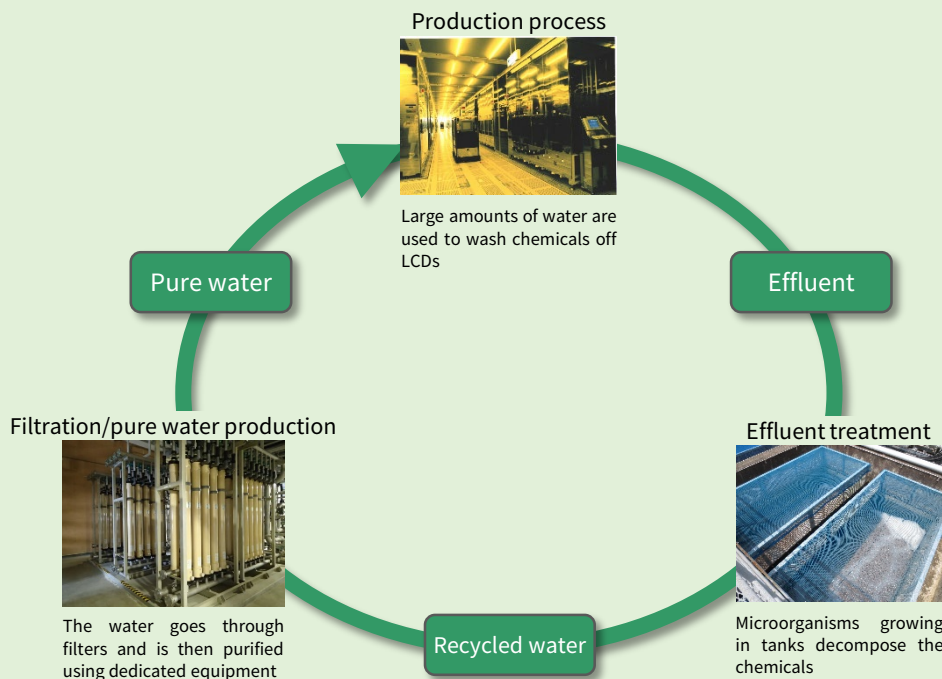 Production process
Large amounts of water are
used to wash chemicals off
LCDs
Pure water
Effluent
Filtration/pure water production
The water goes through
filters and is then purified
using dedicated equipment
Effluent treatment
Microorganisms growing
in tanks decompose the
chemicals
Recycled water